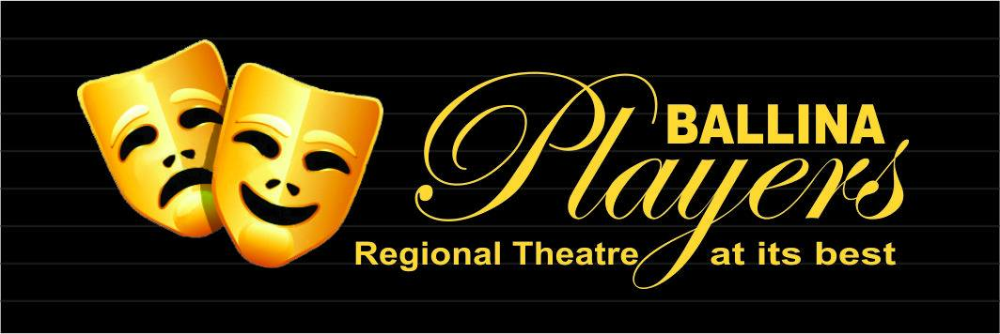 BALLINA
Players
Regional Theatre at its best